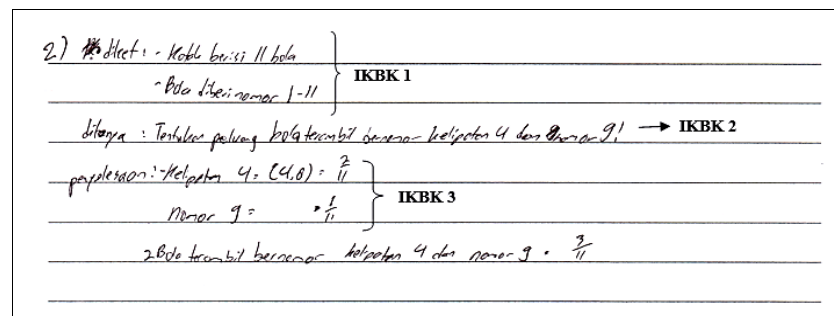 2) diket : - Kotak berisi 11 bola
- Bola diberi nomor 1-11
IKBK 1
ditanya : Tentukan peluang bola terambil bernomor kelipatan 4 dan nomor 9! → IKBK 2
penyelesaian : - Kelipatan 4 = (4,8) = 2/11
nomor 9 = 1/11
IKBK 3
2 Bola terambil bernomor kelipatan 4 dan nomor 9 = 3/11